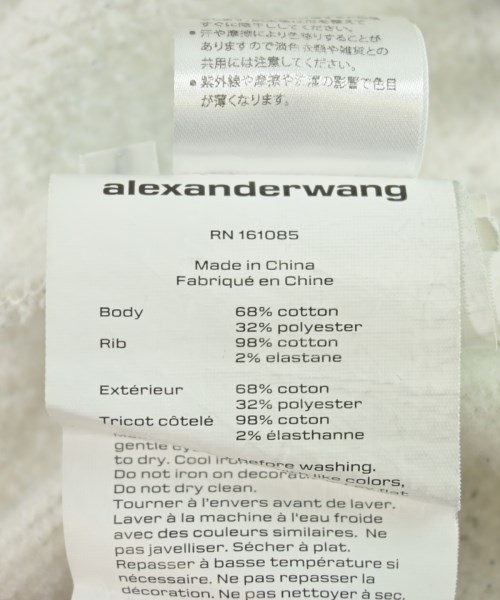 すぐに陰干ししてください。
● 汗や摩擦により色移りすることが
ありますので淡色衣類や雑貨との
共用には注意してください。
● 紫外線や摩擦や洗濯の影響で色目
が薄くなります。
alexanderwang
RN 161085
Made in China
Fabriqué en Chine
Body 68% cotton
32% polyester
Rib 98% cotton
2% elastane
Extérieur 68% coton
32% polyester
Tricot côtelé 98% coton
2% élasthanne
gentle
to dry. Cool before washing.
Do not iron on like colors,
Do not dry clean. flat
Tourner à l'envers avant de laver.
Laver à la machine à l'eau froide
avec des couleurs similaires. Ne
pas javelliser. Sécher à plat.
Repasser à basse température si
nécessaire. Ne pas repasser la
décoration. Ne pas nettoyer à sec.